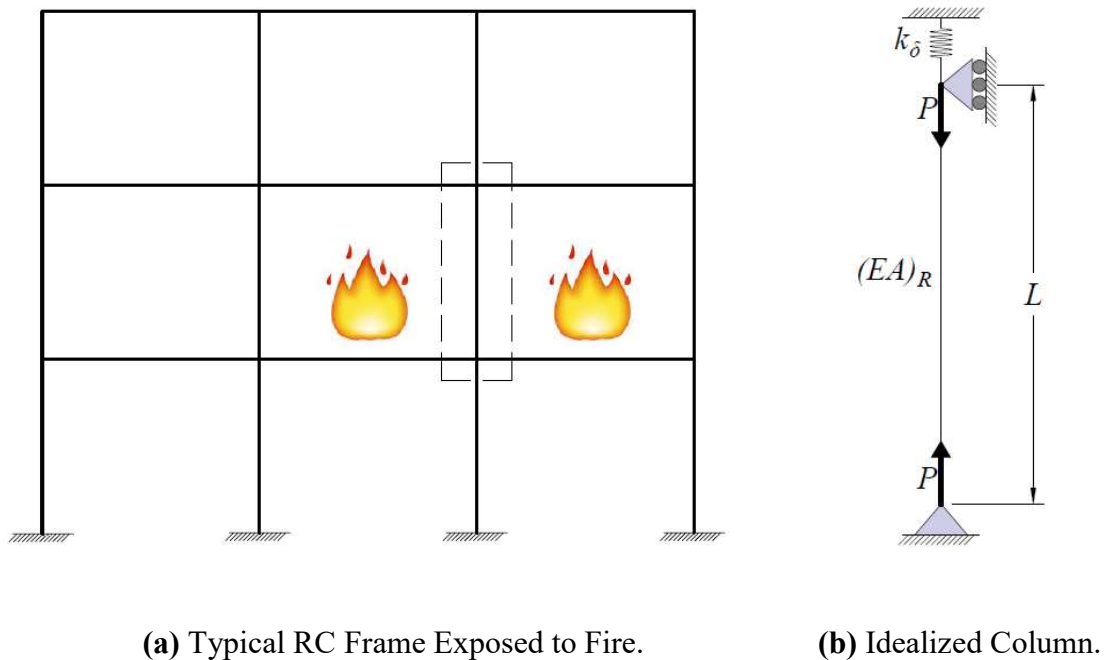 k_δ
P
(EA)_R
L
P
(a) Typical RC Frame Exposed to Fire.
(b) Idealized Column.